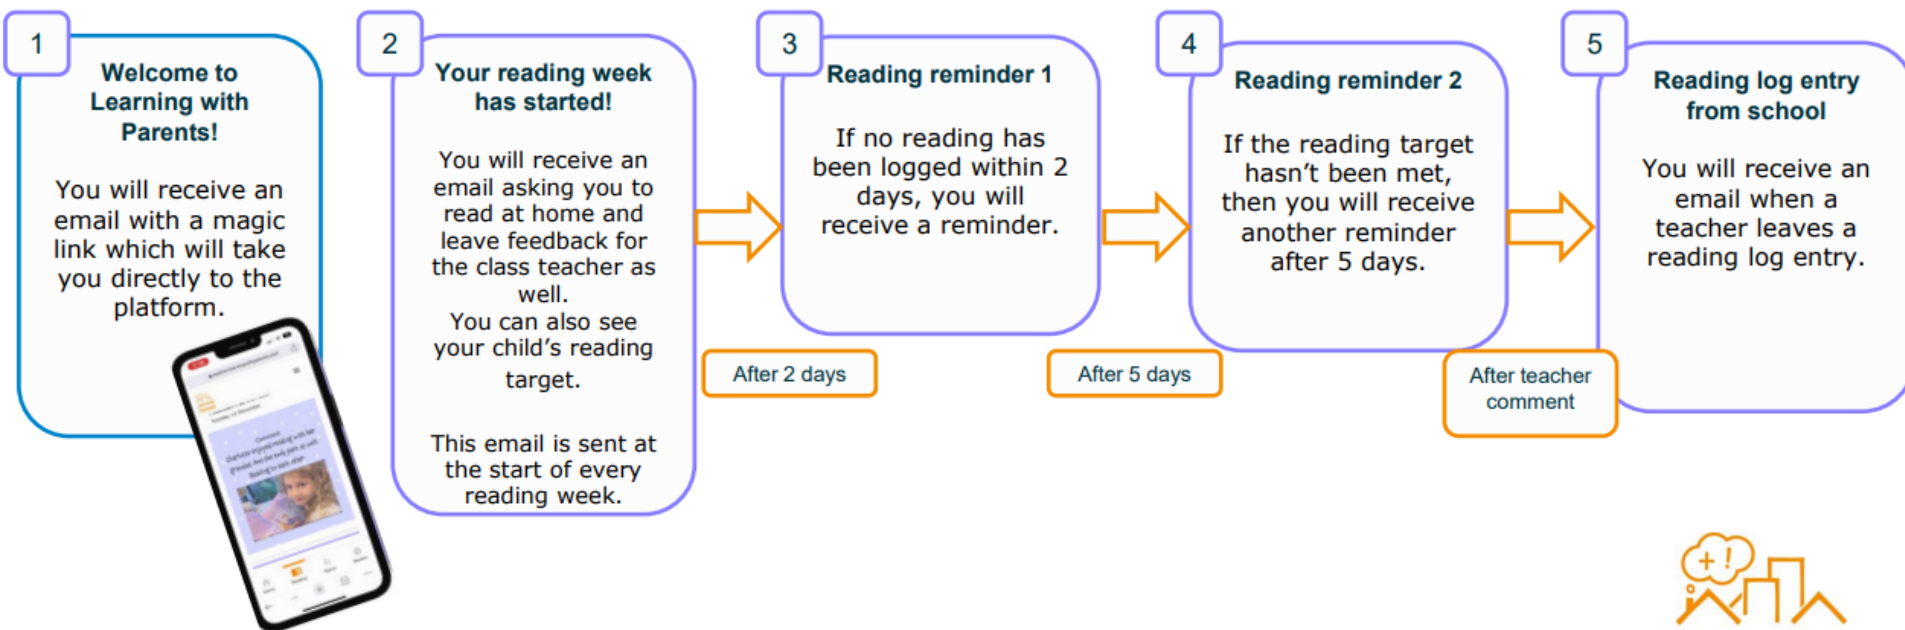 1
Welcome to
Learning with
Parents!
You will receive an
email with a magic
link which will take
you directly to the
platform.
2
Your reading week
has started!
You will receive an
email asking you to
read at home and
leave feedback for
the class teacher as
well.
You can also see
your child’s reading
target.
This email is sent at
the start of every
reading week.
3
Reading reminder 1
If no reading has
been logged within 2
days, you will
receive a reminder.
After 2 days
4
Reading reminder 2
If the reading target
hasn’t been met,
then you will receive
another reminder
after 5 days.
After 5 days
5
Reading log entry
from school
You will receive an
email when a
teacher leaves a
reading log entry.
After teacher
comment
Comment
enjoyed reading with her
Reading
+ !